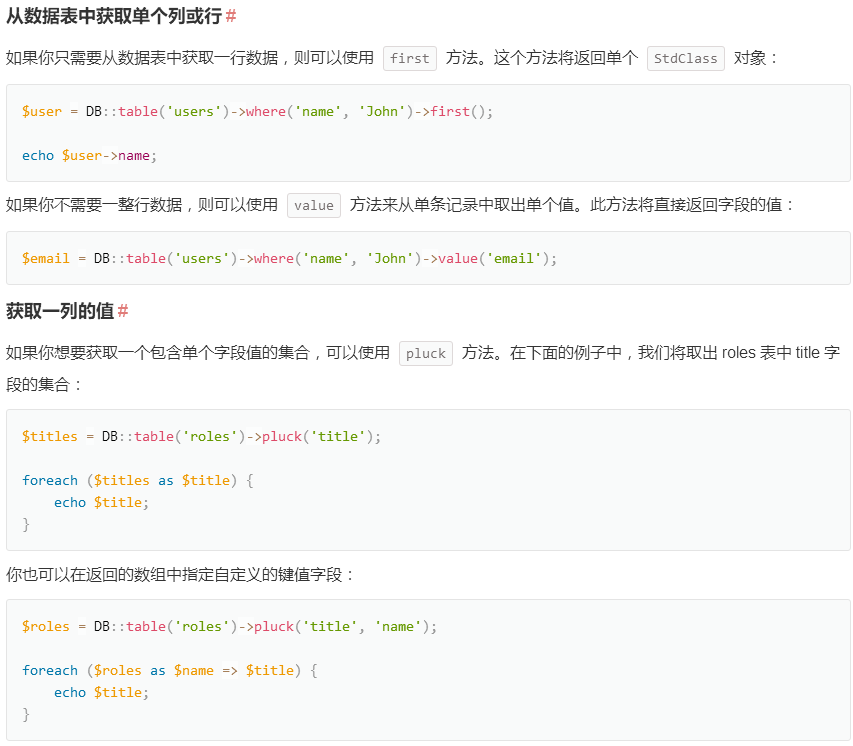 从数据表中获取单个列或行#
如果你只需要从数据表中获取一行数据，则可以使用 first 方法。这个方法将返回单个 StdClass 对象：
$user = DB::table('users')->where('name', 'John')->first();
echo $user->name;
如果你不需要一整行数据，则可以使用 value 方法来从单条记录中取出单个值。此方法将直接返回字段的值：
$email = DB::table('users')->where('name', 'John')->value('email');
获取一列的值#
如果你想要获取一个包含单个字段值的集合，可以使用 pluck 方法。在下面的例子中，我们将取出 roles 表中 title 字
段的集合：
$titles = DB::table('roles')->pluck('title');
foreach ($titles as $title) {
    echo $title;
}
你也可以在返回的数组中指定自定义的键值字段：
$roles = DB::table('roles')->pluck('title', 'name');
foreach ($roles as $name => $title) {
    echo $title;
}